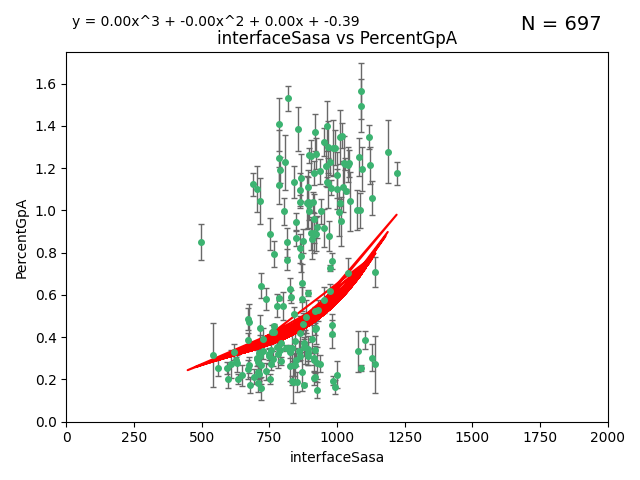 y = 0.00x^3 + -0.00x^2 + 0.00x + -0.39
N = 697
interfaceSasa vs PercentGpA
PercentGpA
1.6
1.4
1.2
1.0
0.8
0.6
0.4
0.2
0.0
0 250 500 750 1000 1250 1500 1750 2000
interfaceSasa